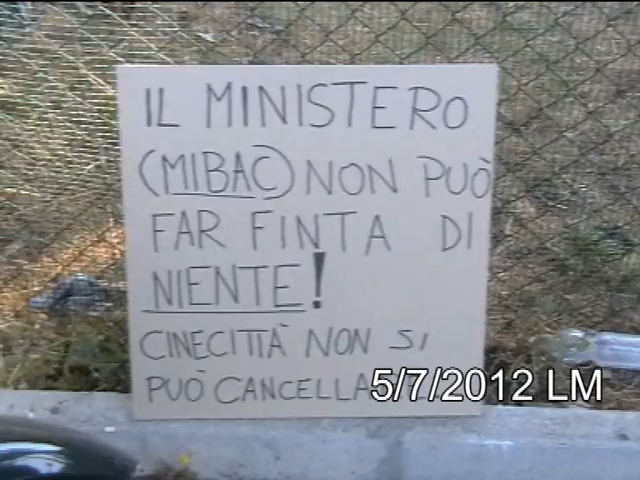 IL MINISTERO
(MIBAC) NON PUÒ
FAR FINTA DI
NIENTE!
CINECITTÀ NON SI
PUÒ
5/7/2012 LM